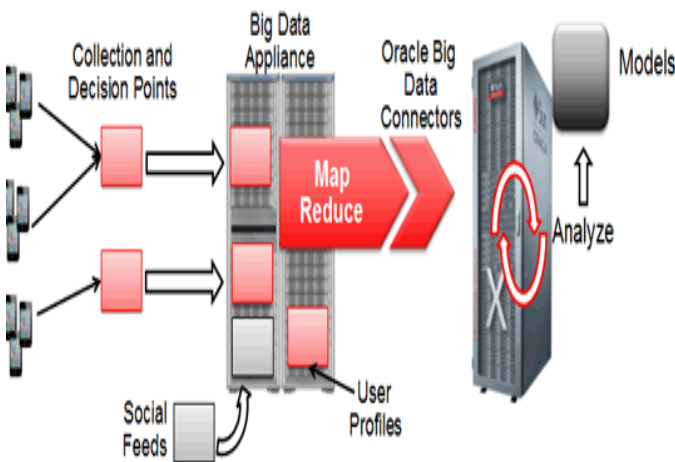 Big Data
Appliance
Collection and
Decision Points
Oracle Big
Data
Connectors
Models
Map
Reduce
Analyze
X
Social
Feeds
User
Profiles